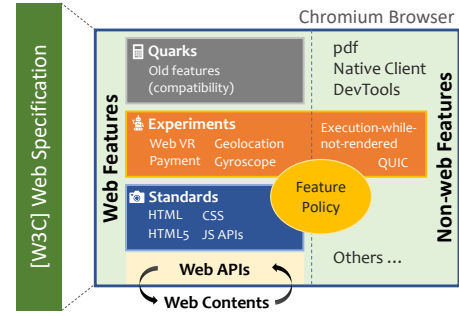 Chromium Browser
[W3C] Web Specification
Web Features
Quarks
Old features
(compatibility)
pdf
Native Client
DevTools
Experiments
Web VR Geolocation
Payment Gyroscope
Execution-while-
not-rendered
QUIC
Feature
Policy
Standards
HTML CSS
HTML5 JS APIs
Others ...
Non-web Features
Web APIs
Web Contents